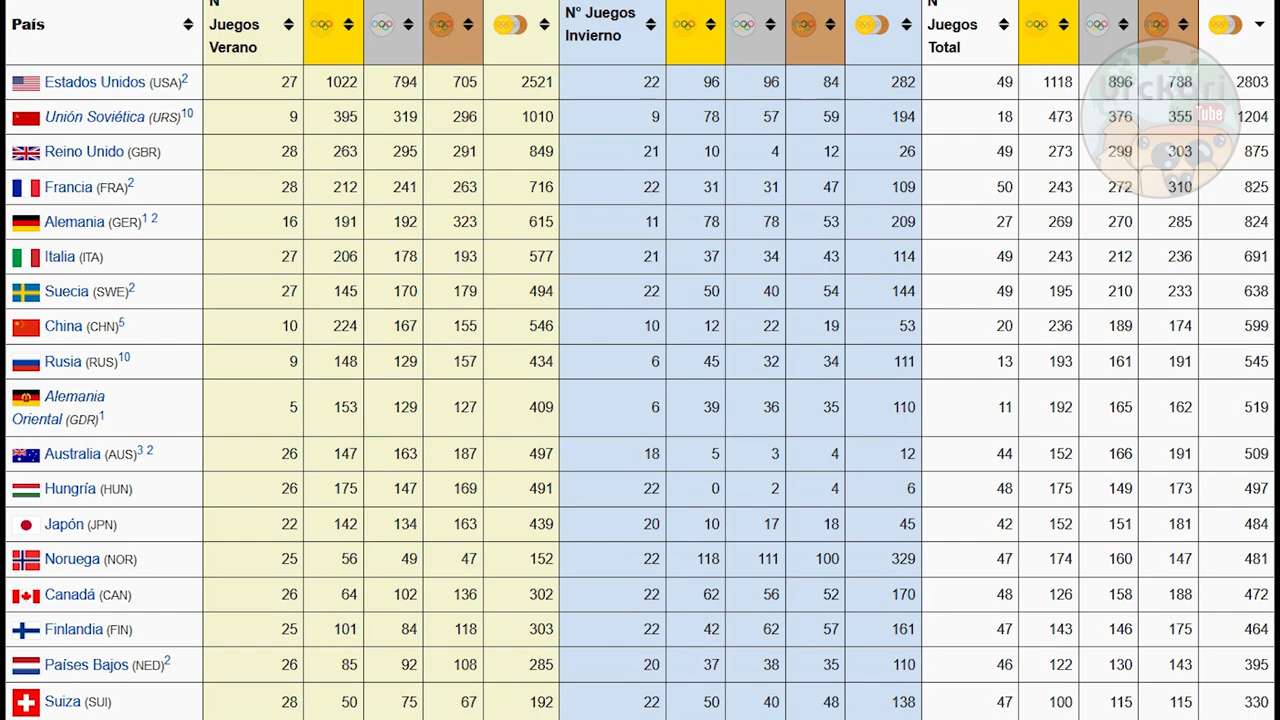 País N Juegos Verano N° Juegos Invierno N Juegos Total
Estados Unidos (USA)2 27 1022 794 705 2521 22 96 96 84 282 49 1118 896 788 2803
Unión Soviética (URS)10 9 395 319 296 1010 9 78 57 59 194 18 473 376 355 1204
Reino Unido (GBR) 28 263 295 291 849 21 10 4 12 26 49 273 299 303 875
Francia (FRA)2 28 212 241 263 716 22 31 31 47 109 50 243 272 310 825
Alemania (GER)1 2 16 191 192 323 615 11 78 78 53 209 27 269 270 285 824
Italia (ITA) 27 206 178 193 577 21 37 34 43 114 49 243 212 236 691
Suecia (SWE)2 27 145 170 179 494 22 50 40 54 144 49 195 210 233 638
China (CHN)5 10 224 167 155 546 10 12 22 19 53 20 236 189 174 599
Rusia (RUS)10 9 148 129 157 434 6 45 32 34 111 13 193 161 191 545
Alemania
Oriental (GDR)1 5 153 129 127 409 6 39 36 35 110 11 192 165 162 519
Australia (AUS)3 2 26 147 163 187 497 18 5 3 4 12 44 152 166 191 509
Hungría (HUN) 26 175 147 169 491 22 0 2 4 6 48 175 149 173 497
Japón (JPN) 22 142 134 163 439 20 10 17 18 45 42 152 151 181 484
Noruega (NOR) 25 56 49 47 152 22 118 111 100 329 47 174 160 147 481
Canadá (CAN) 26 64 102 136 302 22 62 56 52 170 48 126 158 188 472
Finlandia (FIN) 25 101 84 118 303 22 42 62 57 161 47 143 146 175 464
Países Bajos (NED)2 26 85 92 108 285 20 37 38 35 110 46 122 130 143 395
Suiza (SUI) 28 50 75 67 192 22 50 40 48 138 47 100 115 115 330
Tube